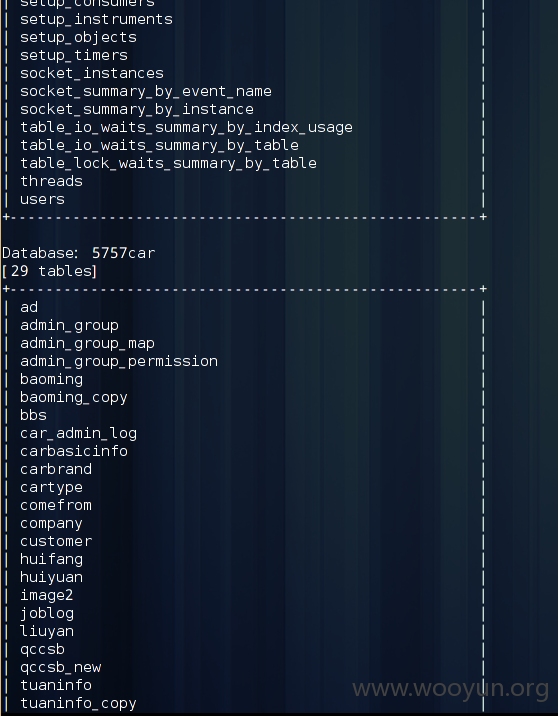 | setup_consumers |
| setup_instruments |
| setup_objects |
| setup_timers |
| socket_instances |
| socket_summary_by_event_name |
| socket_summary_by_instance |
| table_io_waits_summary_by_index_usage |
| table_io_waits_summary_by_table |
| table_lock_waits_summary_by_table |
| threads |
| users |
+----------------------------------------------------+

Database: 5757car
[29 tables]
+----------------------------------------------------+
| ad |
| admin_group |
| admin_group_map |
| admin_group_permission |
| baoming |
| baoming_copy |
| bbs |
| car_admin_log |
| carbasicinfo |
| carbrand |
| cartype |
| comefrom |
| company |
| customer |
| huifang |
| huiyuan |
| image2 |
| joblog |
| liuyan |
| qccsb |
| qccsb_new |
| tuaninfo |
| tuaninfo_copy |
www.wooyun.org